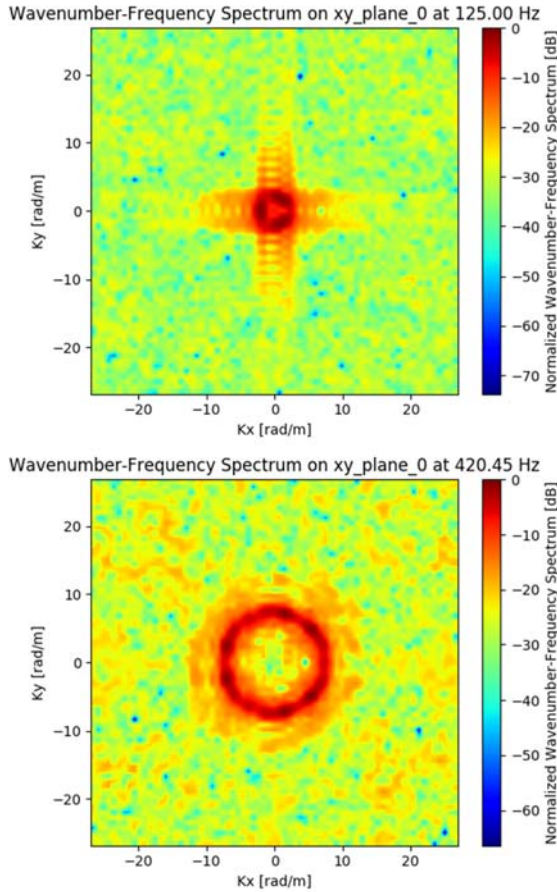 Wavenumber-Frequency Spectrum on xy_plane_0 at 125.00 Hz
20
10
0
−10
−20
Ky [rad/m]
−20 −10 0 10 20
Kx [rad/m]
0
−10
−20
−30
−40
−50
−60
−70
Normalized Wavenumber-Frequency Spectrum [dB]
Wavenumber-Frequency Spectrum on xy_plane_0 at 420.45 Hz
20
10
0
−10
−20
Ky [rad/m]
−20 −10 0 10 20
Kx [rad/m]
0
−10
−20
−30
−40
−50
−60
Normalized Wavenumber-Frequency Spectrum [dB]